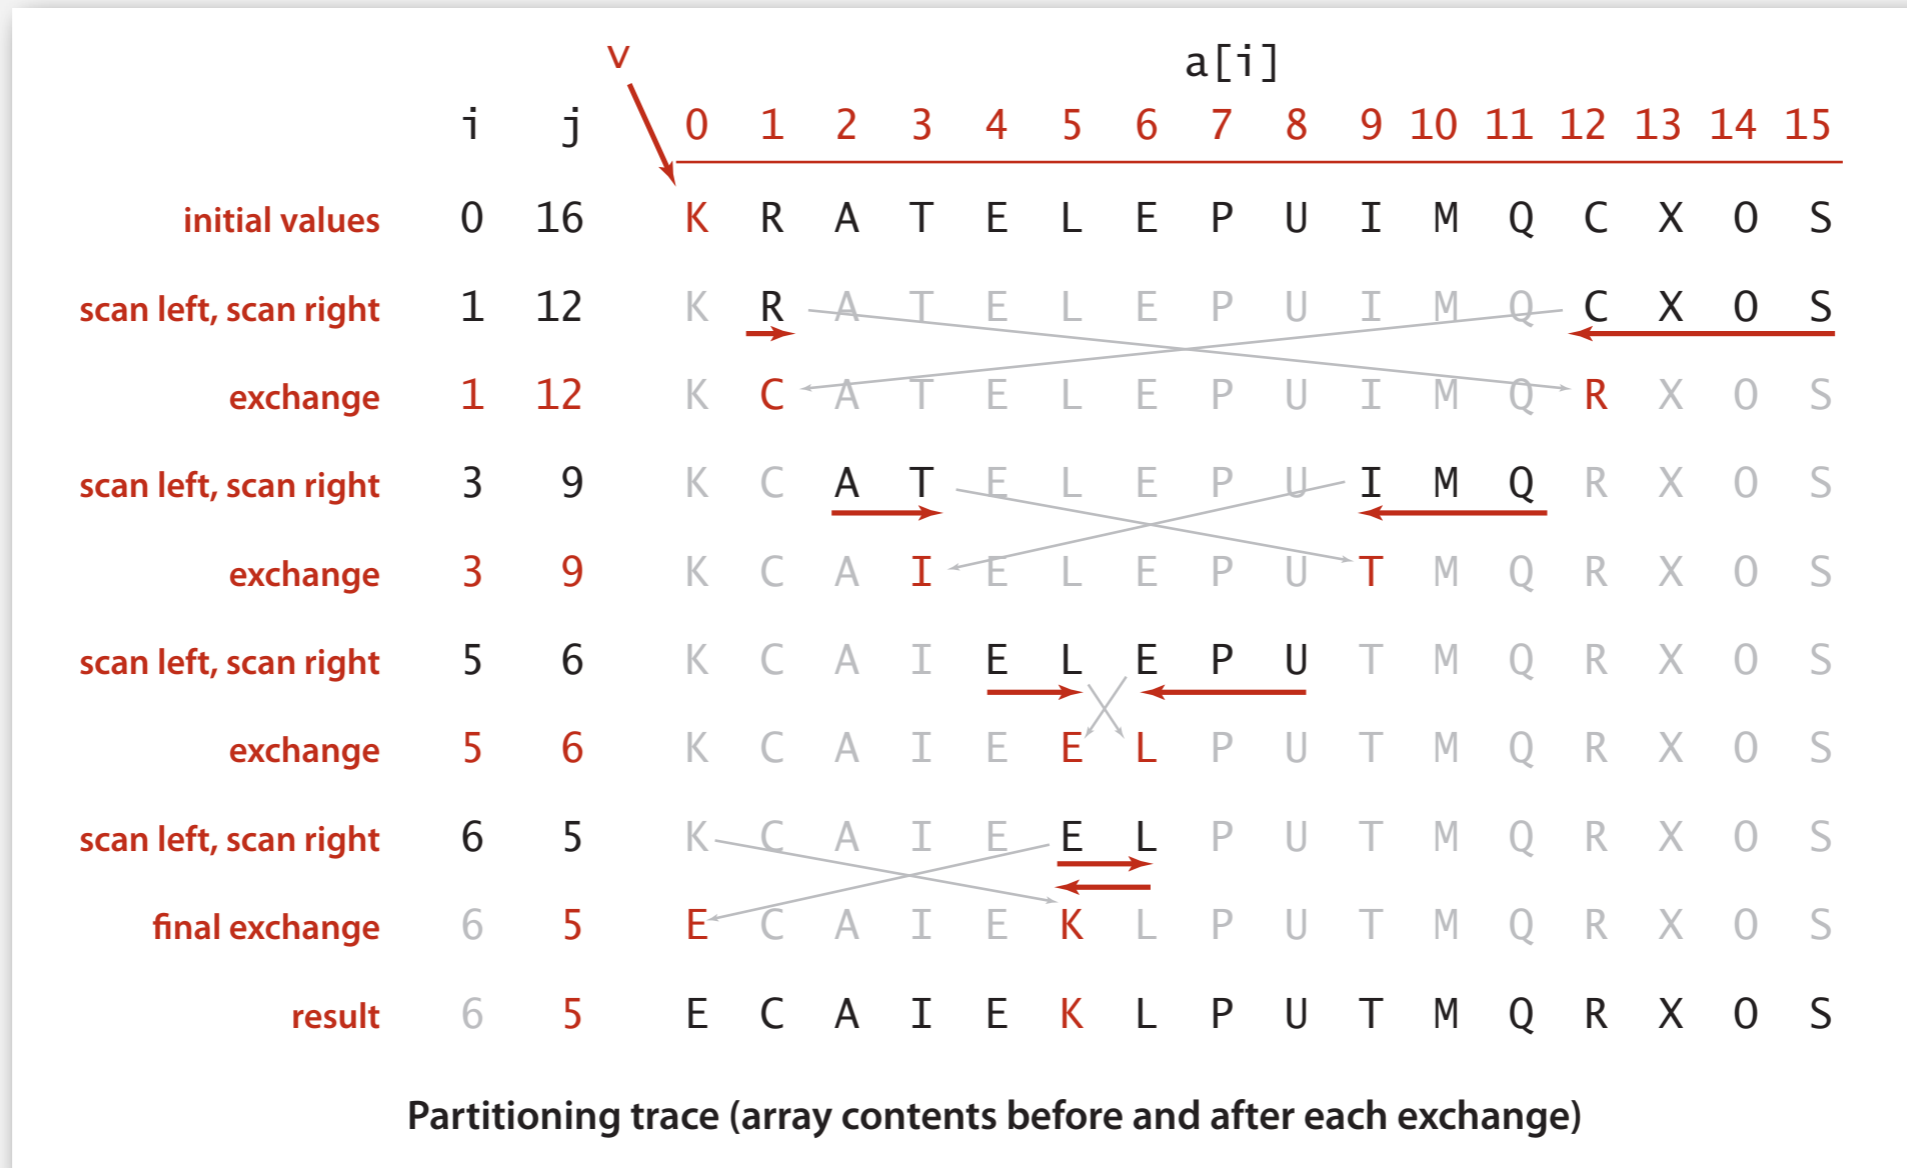 v a[i]
i j 0 1 2 3 4 5 6 7 8 9 10 11 12 13 14 15
initial values 0 16 K R A T E L E P U I M Q C X O S
scan left, scan right 1 12 K R A T E L E P U I M Q C X O S
exchange 1 12 K C A T E L E P U I M Q R X O S
scan left, scan right 3 9 K C A T E L E P U I M Q R X O S
exchange 3 9 K C A I E L E P U T M Q R X O S
scan left, scan right 5 6 K C A I E L E P U T M Q R X O S
exchange 5 6 K C A I E E L P U T M Q R X O S
scan left, scan right 6 5 K C A I E E L P U T M Q R X O S
final exchange 6 5 E C A I E K L P U T M Q R X O S
result 6 5 E C A I E K L P U T M Q R X O S
Partitioning trace (array contents before and after each exchange)